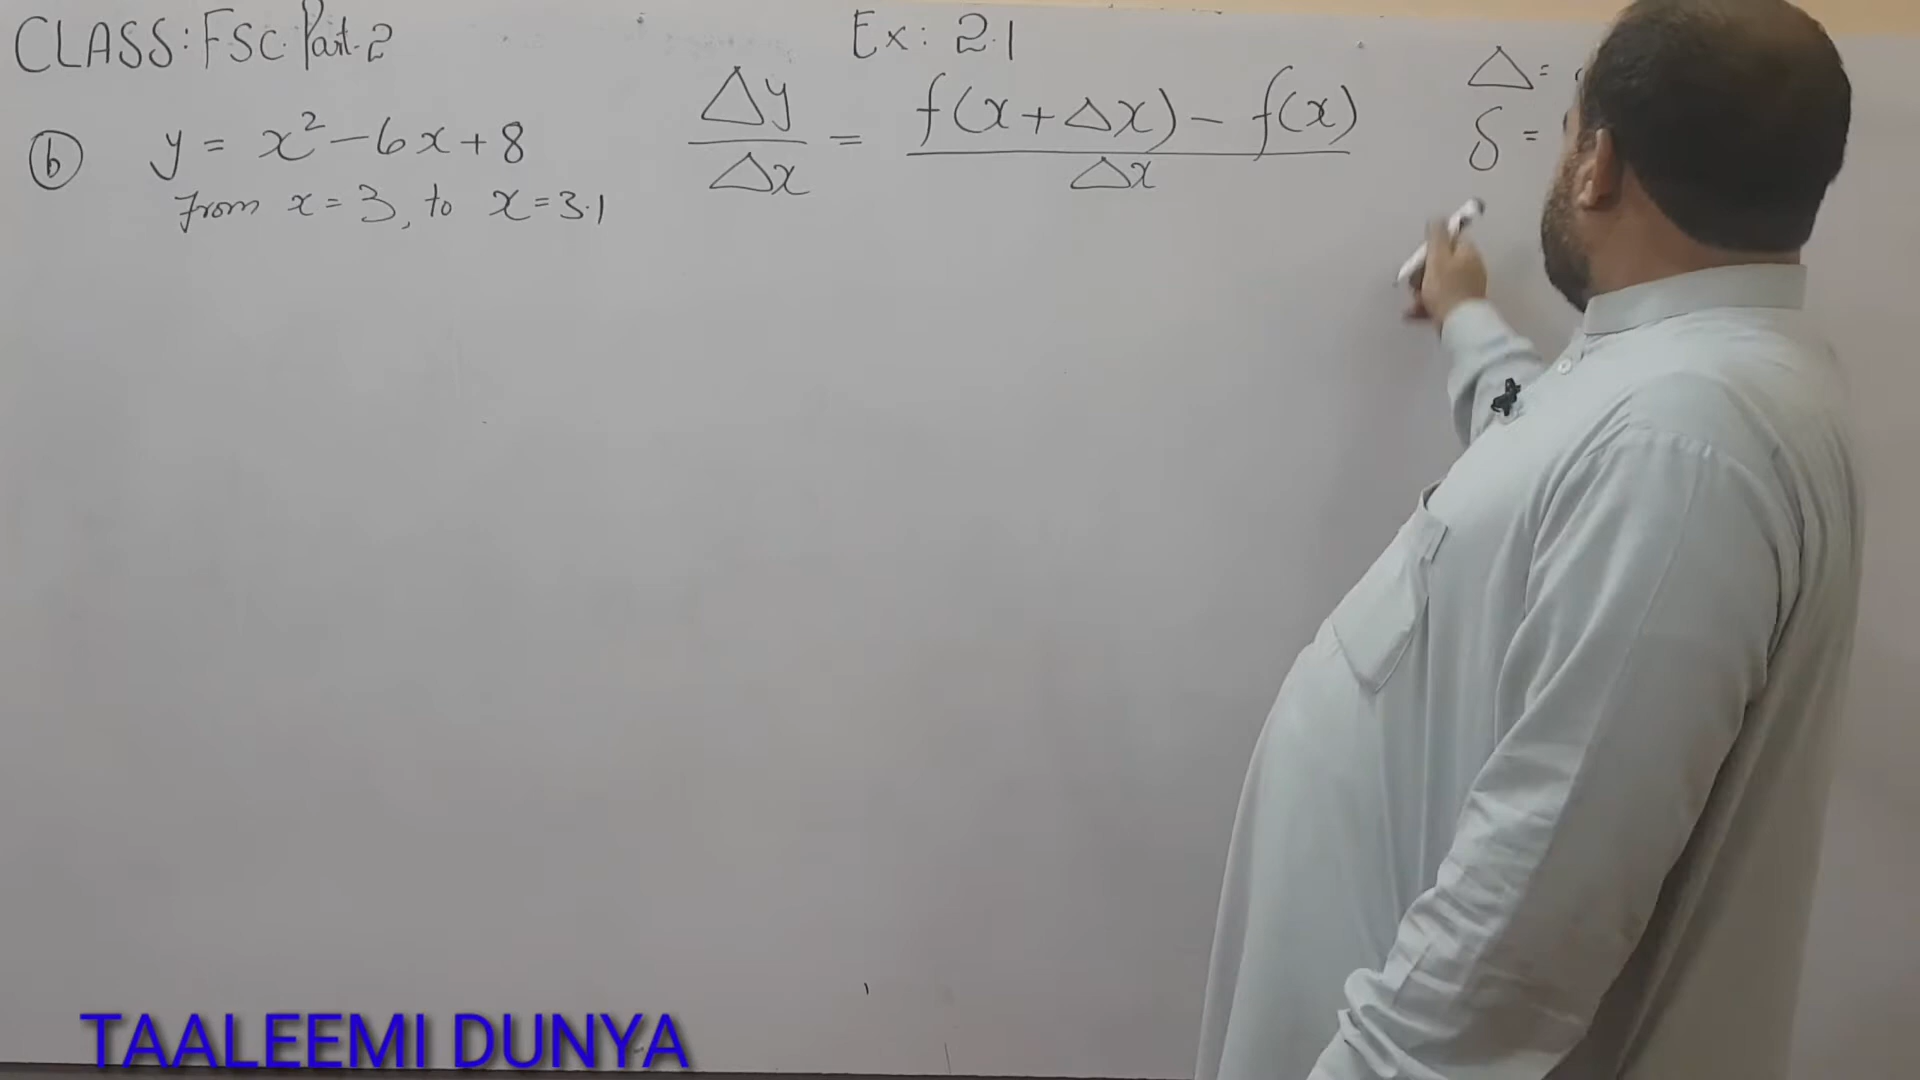 CLASS: FSC. Part. 2
Ex: 2.1
(b) y = x² - 6x + 8
from x = 3, to x = 3.1
Δy/Δx = f(x + Δx) - f(x) / Δx
Δ =
δ =
TAALEEMI DUNYA